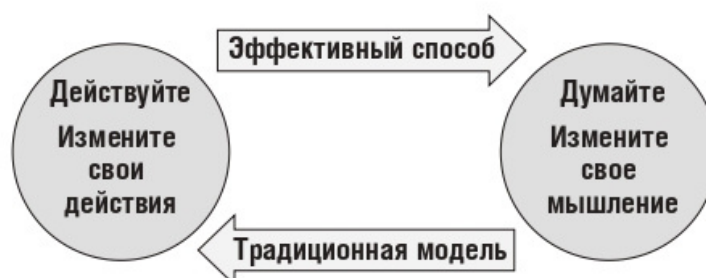 Эффективный способ
Действуйте
Измените
свои
действия
Думайте
Измените
свое
мышление
Традиционная модель